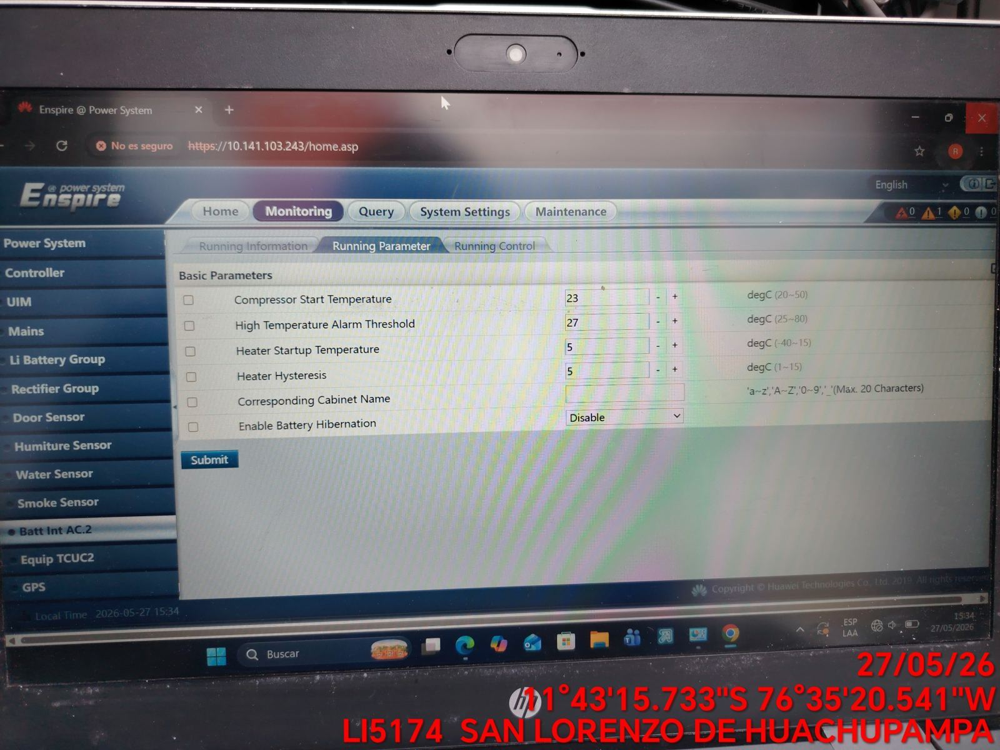 Enspire @ Power System
No es seguro https://10.141.103.243/home.asp
R
@ power system
Enspire
English
Home Monitoring Query System Settings Maintenance
0 1 0 0
Power System
Controller
UIM
Mains
Li Battery Group
Rectifier Group
Door Sensor
Humiture Sensor
Water Sensor
Smoke Sensor
Batt Int AC.2
Equip TCUC2
GPS
Running Information Running Parameter Running Control
Basic Parameters
Compressor Start Temperature 23 - + degC (20~50)
High Temperature Alarm Threshold 27 - + degC (25~80)
Heater Startup Temperature 5 - + degC (-40~15)
Heater Hysteresis 5 - + degC (1~15)
Corresponding Cabinet Name 'a~z','A~Z','0~9','_'(Max. 20 Characters)
Enable Battery Hibernation Disable
Submit
Copyright © Huawei Technologies Co., Ltd. 2019. All rights reserved
Local Time 2026-05-27 15:34
Buscar
ESP
LAA
15:34
27/05/2026
hp
27/05/26
11°43'15.733"S 76°35'20.541"W
LI5174 SAN LORENZO DE HUACHUPAMPA